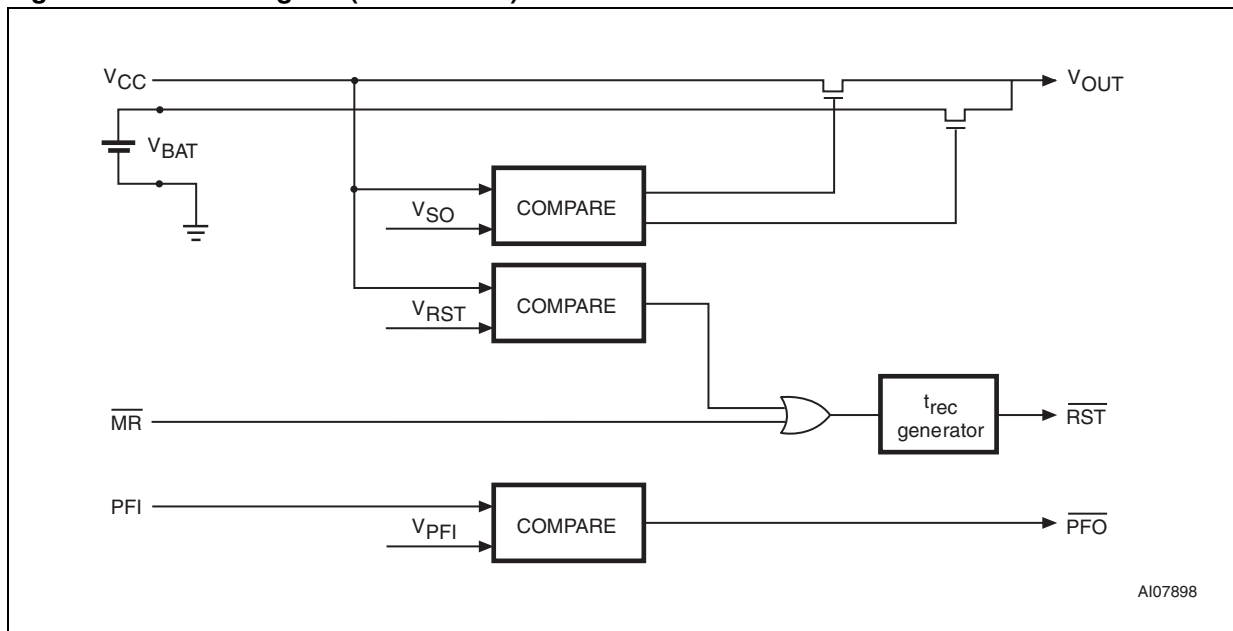 VCC
VOUT
VBAT
COMPARE
VSO
COMPARE
VRST
MR
trec
generator
RST
PFI
COMPARE
VPFI
PFO
AI07898